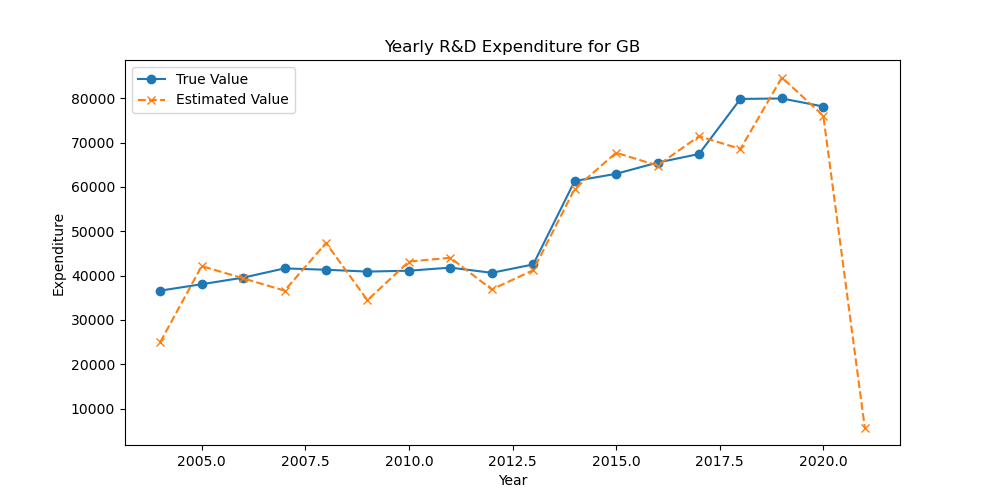 Yearly R&D Expenditure for GB
True Value
Estimated Value
80000
70000
60000
50000
40000
30000
20000
10000
Expenditure
2005.0 2007.5 2010.0 2012.5 2015.0 2017.5 2020.0
Year